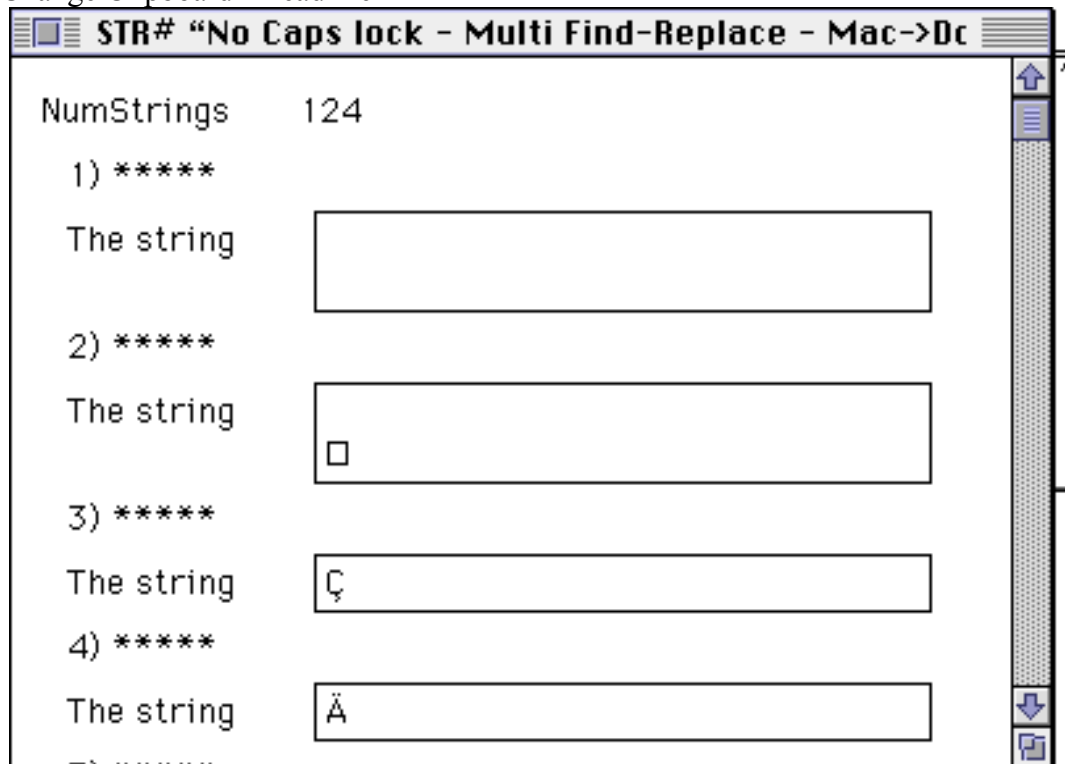 STR# “No Caps lock - Multi Find-Replace - Mac->Do
NumStrings 124
1) *****
The string
2) *****
The string
□
3) *****
The string Ç
4) *****
The string Ä